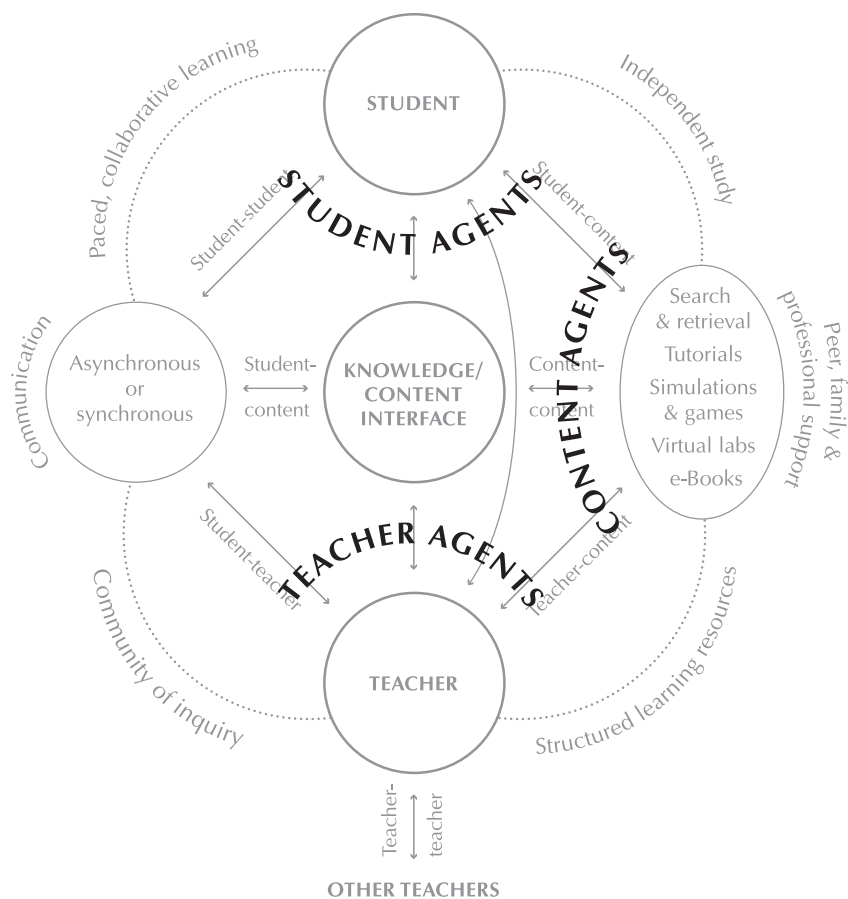 STUDENT
Paced, collaborative learning
Independent study
Student-student
STUDENT AGENTS
Student-content
Communication
Asynchronous
or
synchronous
Student-
content
KNOWLEDGE/
CONTENT
INTERFACE
Content-
content
CONTENT AGENTS
Search
& retrieval
Tutorials
Simulations
& games
Virtual labs
e-Books
Peer, family &
professional support
Student-teacher
TEACHER AGENTS
Teacher-content
Community of inquiry
TEACHER
Structured learning resources
Teacher-
teacher
OTHER TEACHERS